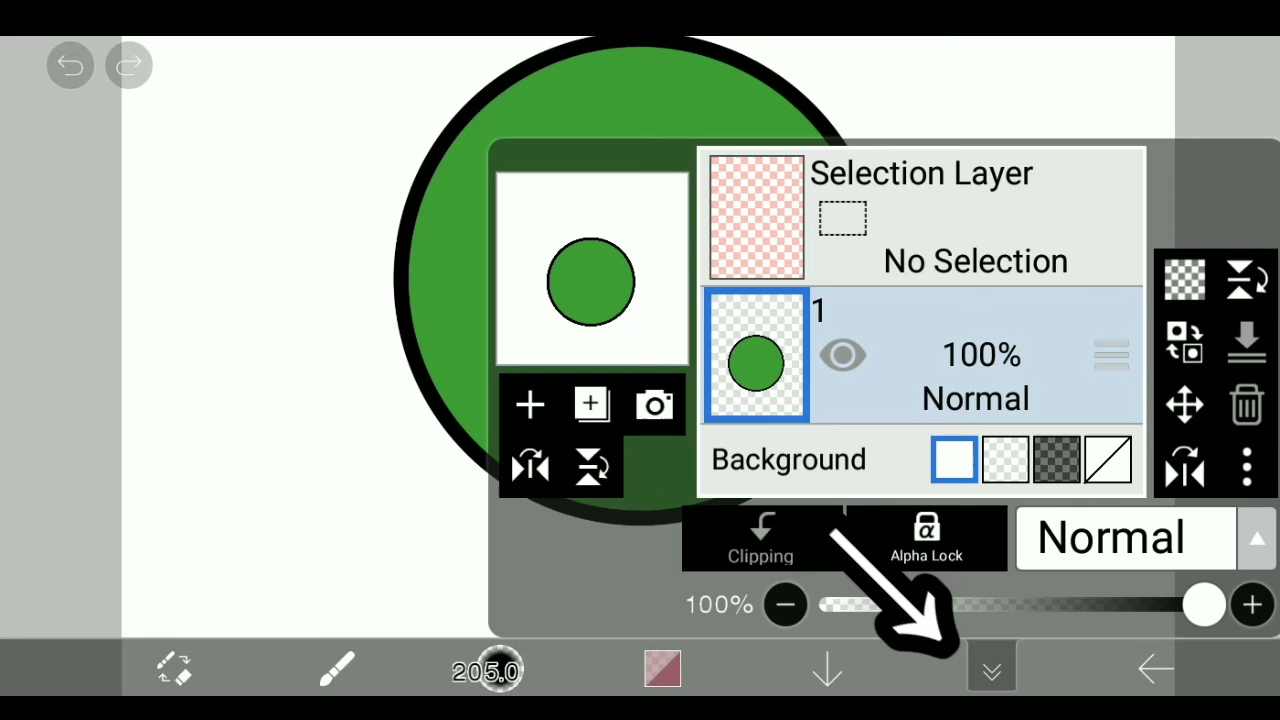 Selection Layer
No Selection
1
100%
Normal
Background
Clipping
α
Alpha Lock
Normal
100%
205.0